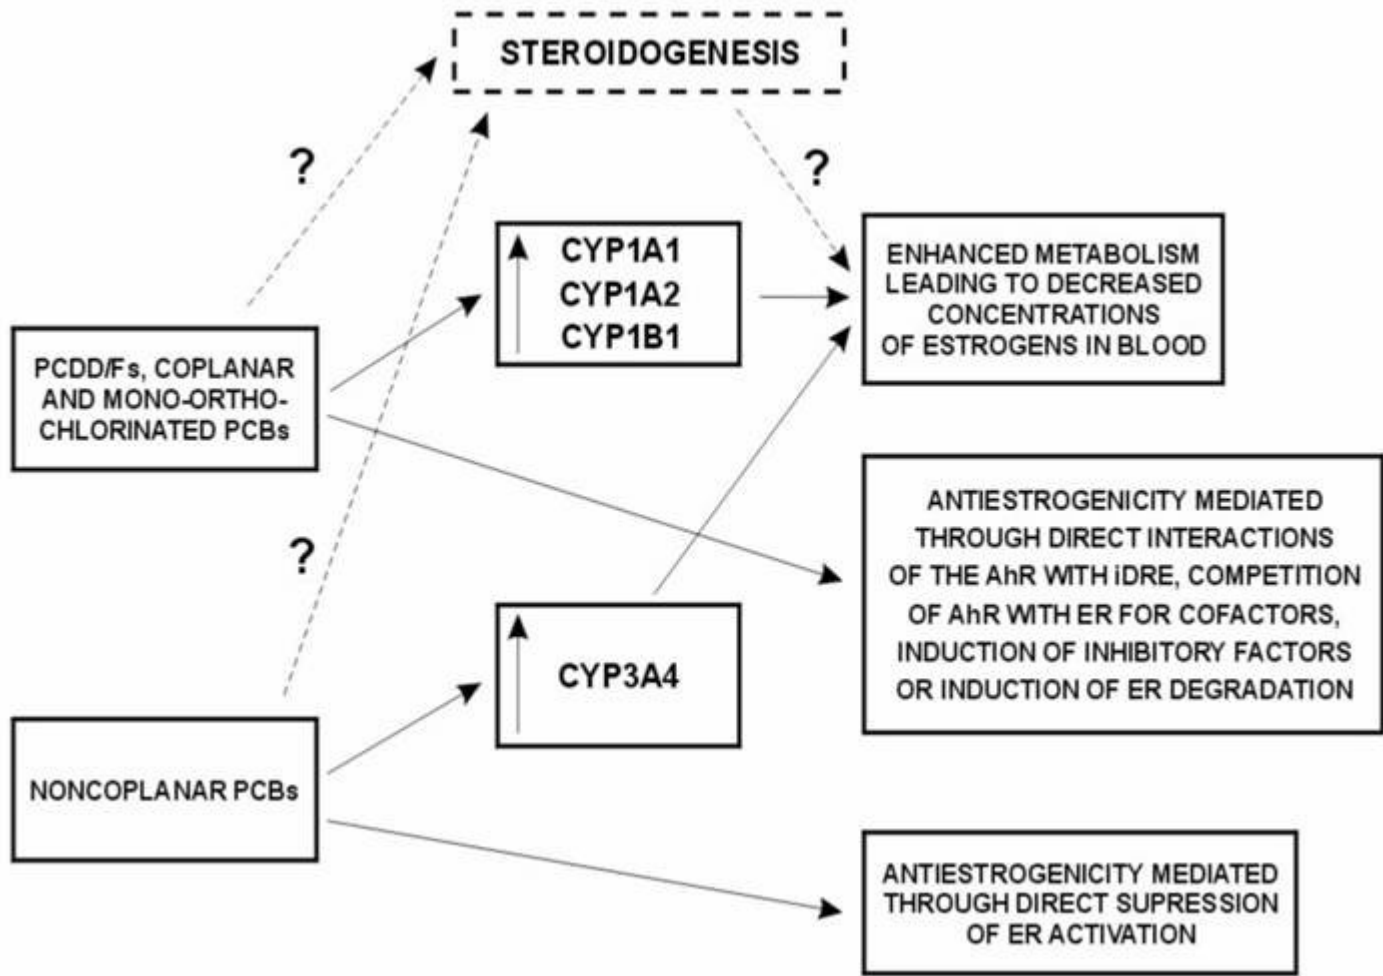 STEROIDOGENESIS
?
?
CYP1A1
CYP1A2
CYP1B1
ENHANCED METABOLISM
LEADING TO DECREASED
CONCENTRATIONS
OF ESTROGENS IN BLOOD
PCDD/Fs, COPLANAR
AND MONO-ORTHO-
CHLORINATED PCBs
ANTIESTROGENICITY MEDIATED
THROUGH DIRECT INTERACTIONS
OF THE AhR WITH iDRE, COMPETITION
OF AhR WITH ER FOR COFACTORS,
INDUCTION OF INHIBITORY FACTORS
OR INDUCTION OF ER DEGRADATION
?
CYP3A4
NONCOPLANAR PCBs
ANTIESTROGENICITY MEDIATED
THROUGH DIRECT SUPRESSION
OF ER ACTIVATION